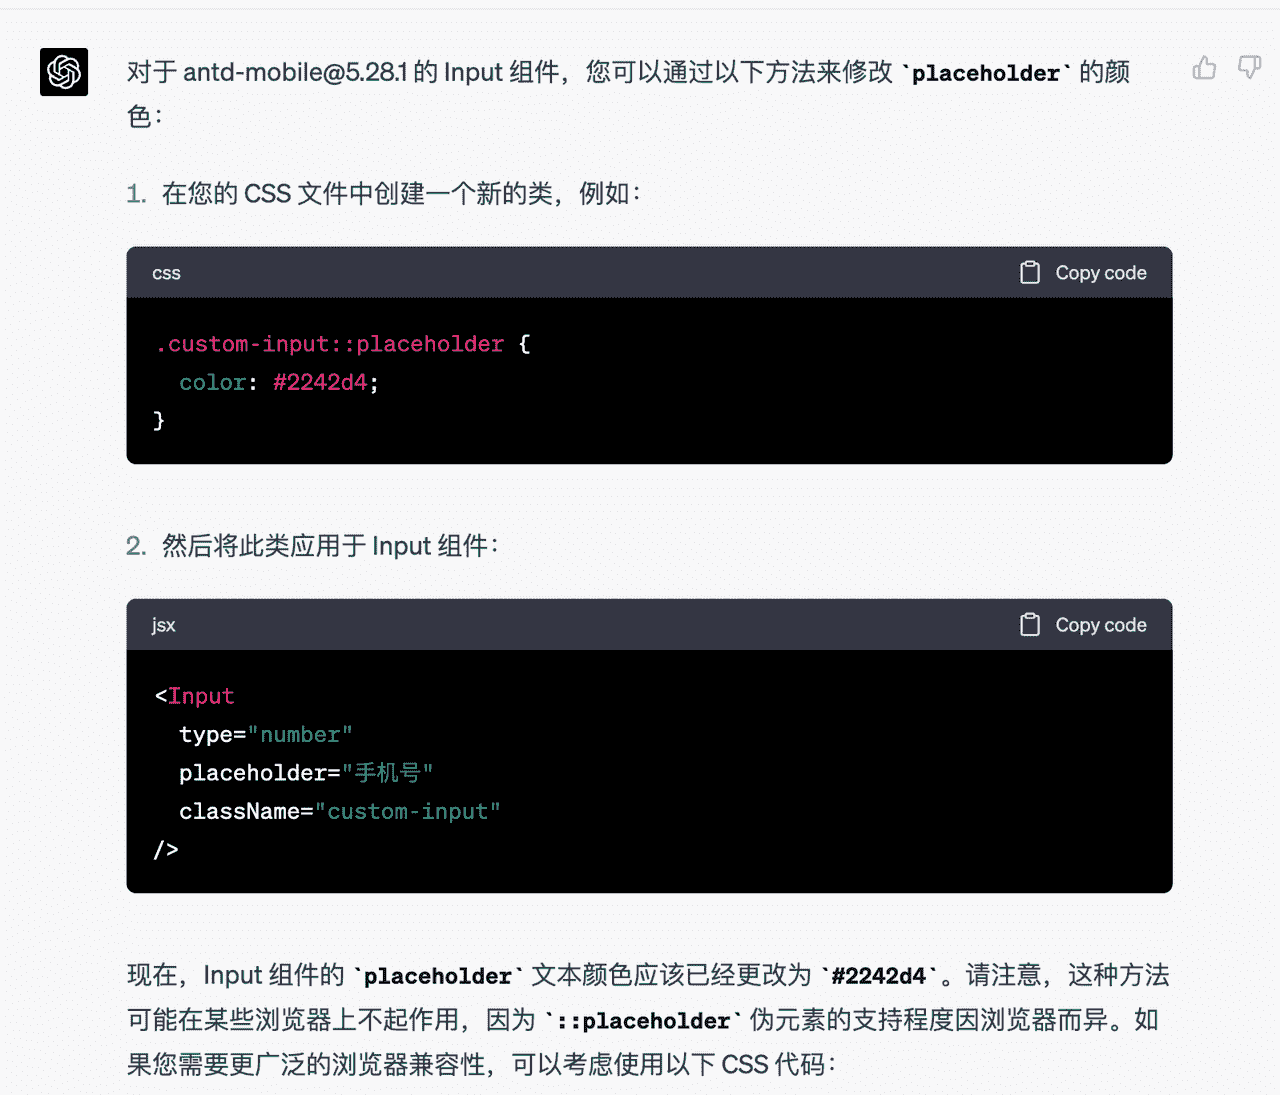 对于 antd-mobile@5.28.1 的 Input 组件，您可以通过以下方法来修改 `placeholder` 的颜
色：
1. 在您的 CSS 文件中创建一个新的类，例如：
css Copy code
.custom-input::placeholder {
  color: #2242d4;
}
2. 然后将此类应用于 Input 组件：
jsx Copy code
<Input
  type="number"
  placeholder="手机号"
  className="custom-input"
/>
现在，Input 组件的 `placeholder` 文本颜色应该已经更改为 `#2242d4`。请注意，这种方法
可能在某些浏览器上不起作用，因为 `::placeholder` 伪元素的支持程度因浏览器而异。如
果您需要更广泛的浏览器兼容性，可以考虑使用以下 CSS 代码：